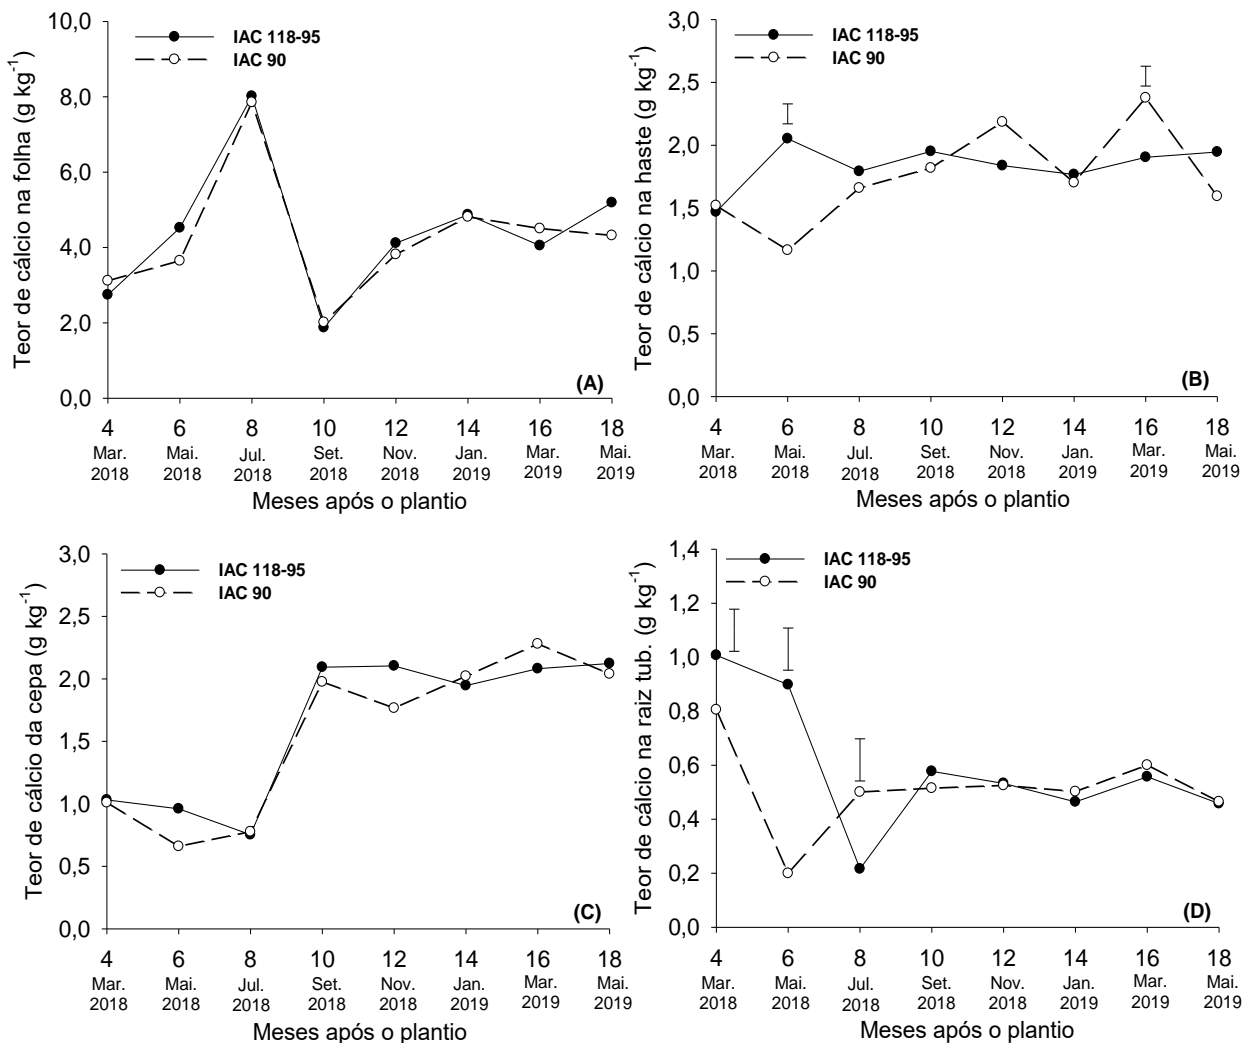 Teor de cálcio na folha (g kg-1)
10,0
8,0
6,0
4,0
2,0
0,0
IAC 118-95
IAC 90
(A)
4 6 8 10 12 14 16 18
Mar. Mai. Jul. Set. Nov. Jan. Mar. Mai.
2018 2018 2018 2018 2018 2019 2019 2019
Meses após o plantio
Teor de cálcio na haste (g kg-1)
3,0
2,5
2,0
1,5
1,0
0,5
0,0
IAC 118-95
IAC 90
(B)
4 6 8 10 12 14 16 18
Mar. Mai. Jul. Set. Nov. Jan. Mar. Mai.
2018 2018 2018 2018 2018 2019 2019 2019
Meses após o plantio
Teor de cálcio da cepa (g kg-1)
3,0
2,5
2,0
1,5
1,0
0,5
0,0
IAC 118-95
IAC 90
(C)
4 6 8 10 12 14 16 18
Mar. Mai. Jul. Set. Nov. Jan. Mar. Mai.
2018 2018 2018 2018 2018 2019 2019 2019
Meses após o plantio
Teor de cálcio na raiz tub. (g kg-1)
1,4
1,2
1,0
0,8
0,6
0,4
0,2
0,0
IAC 118-95
IAC 90
(D)
4 6 8 10 12 14 16 18
Mar. Mai. Jul. Set. Nov. Jan. Mar. Mai.
2018 2018 2018 2018 2018 2019 2019 2019
Meses após o plantio